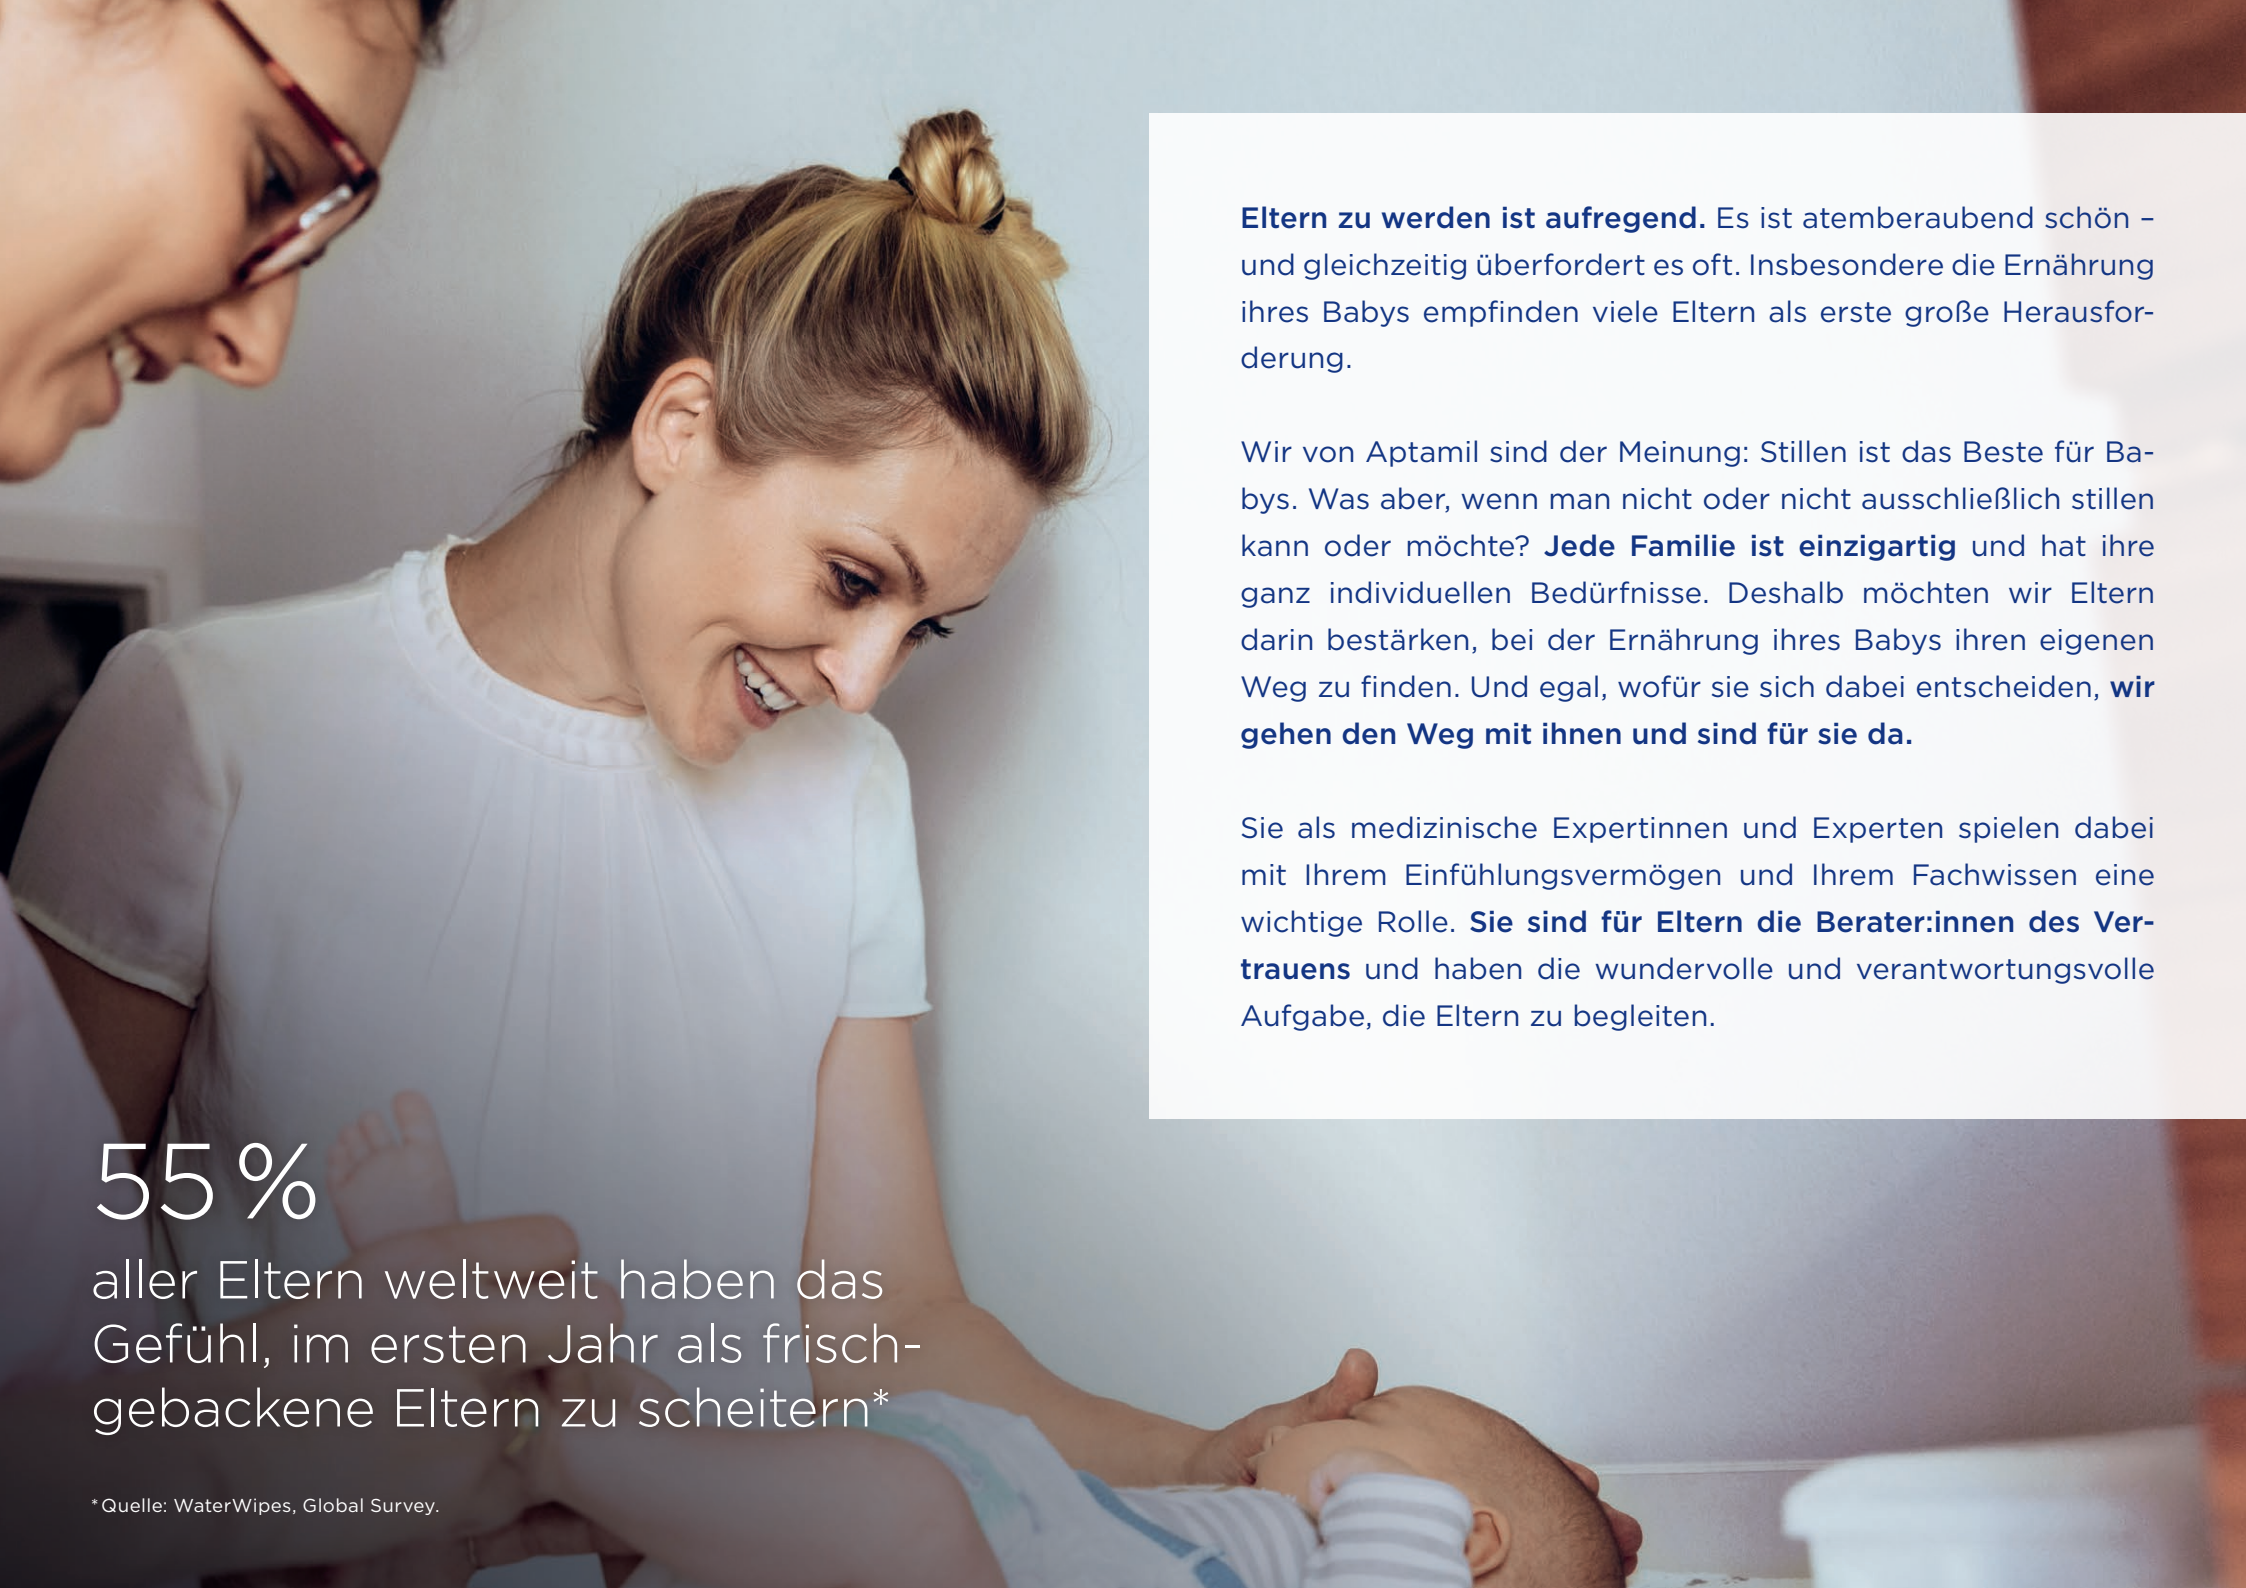 Eltern zu werden ist aufregend. Es ist atemberaubend schön –
und gleichzeitig überfordert es oft. Insbesondere die Ernährung
ihres Babys empfinden viele Eltern als erste große Herausfor-
derung.
Wir von Aptamil sind der Meinung: Stillen ist das Beste für Ba-
bys. Was aber, wenn man nicht oder nicht ausschließlich stillen
kann oder möchte? Jede Familie ist einzigartig und hat ihre
ganz individuellen Bedürfnisse. Deshalb möchten wir Eltern
darin bestärken, bei der Ernährung ihres Babys ihren eigenen
Weg zu finden. Und egal, wofür sie sich dabei entscheiden, wir
gehen den Weg mit ihnen und sind für sie da.
Sie als medizinische Expertinnen und Experten spielen dabei
mit Ihrem Einfühlungsvermögen und Ihrem Fachwissen eine
wichtige Rolle. Sie sind für Eltern die Berater:innen des Ver-
trauens und haben die wundervolle und verantwortungsvolle
Aufgabe, die Eltern zu begleiten.
55 %
aller Eltern weltweit haben das
Gefühl, im ersten Jahr als frisch-
gebackene Eltern zu scheitern*
*Quelle: WaterWipes, Global Survey.